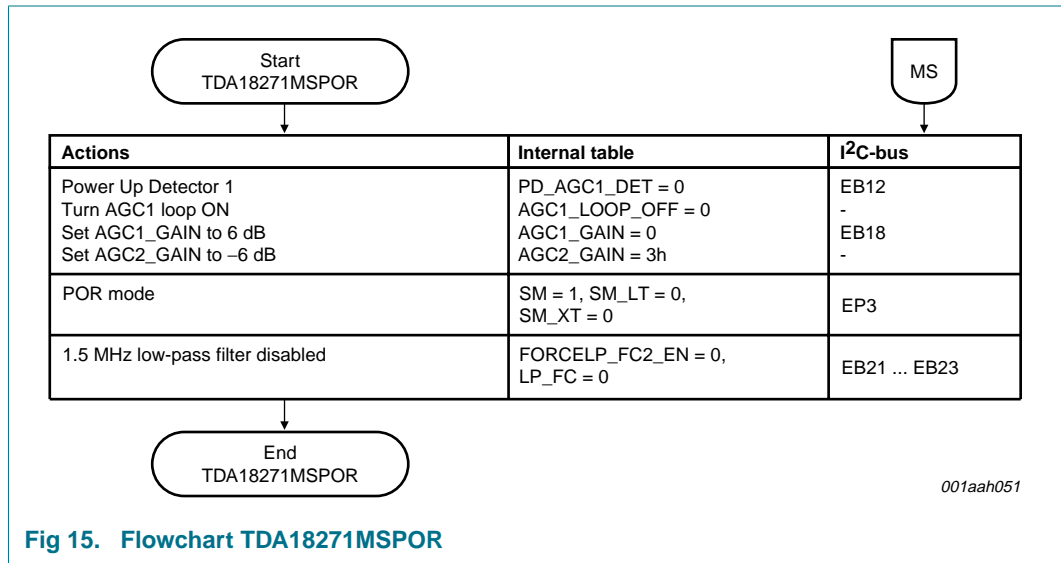 Start
TDA18271MSPOR
MS
Actions
Internal table
I2C-bus
Power Up Detector 1
PD_AGC1_DET = 0
EB12
Turn AGC1 loop ON
AGC1_LOOP_OFF = 0
-
Set AGC1_GAIN to 6 dB
AGC1_GAIN = 0
EB18
Set AGC2_GAIN to −6 dB
AGC2_GAIN = 3h
-
POR mode
SM = 1, SM_LT = 0,
SM_XT = 0
EP3
1.5 MHz low-pass filter disabled
FORCELP_FC2_EN = 0,
LP_FC = 0
EB21 ... EB23
End
TDA18271MSPOR
001aah051
Fig 15. Flowchart TDA18271MSPOR